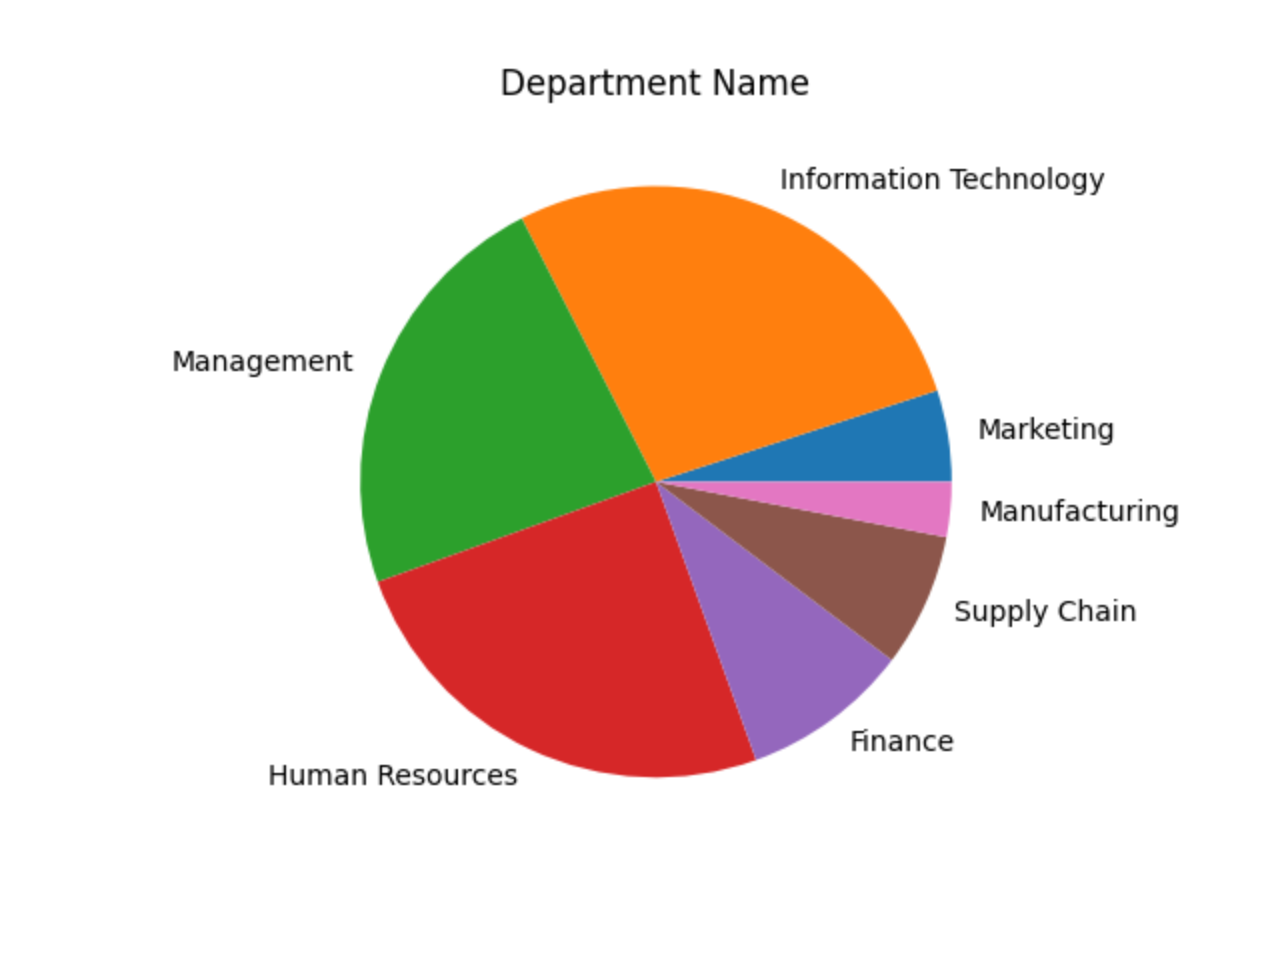 Department Name
Information Technology
Management
Marketing
Manufacturing
Supply Chain
Finance
Human Resources